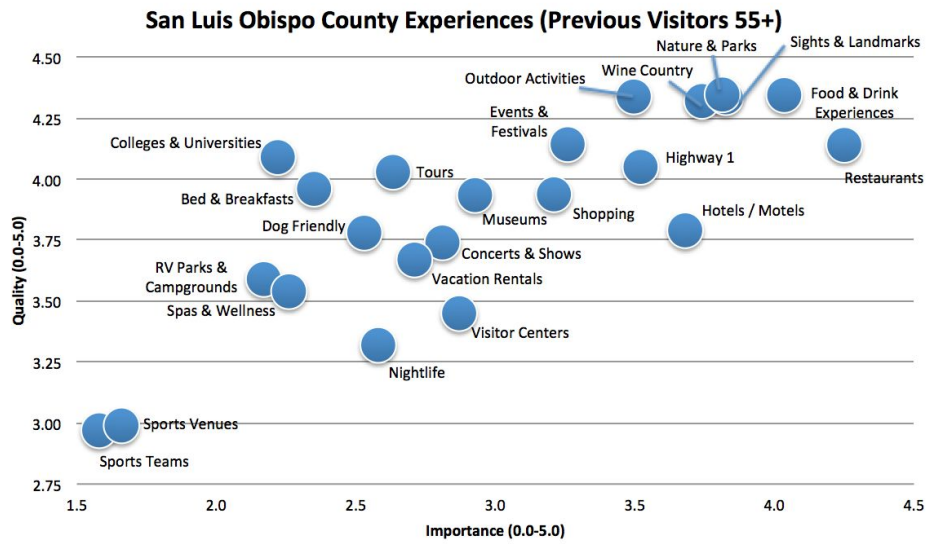 San Luis Obispo County Experiences (Previous Visitors 55+)
Nature & Parks
Sights & Landmarks
4.50
Outdoor Activities
Wine Country
Food & Drink
Experiences
Events &
Festivals
4.25
Colleges & Universities
Highway 1
Tours
Restaurants
4.00
Bed & Breakfasts
Museums
Shopping
Hotels / Motels
Dog Friendly
3.75
Concerts & Shows
RV Parks &
Campgrounds
Vacation Rentals
Spas & Wellness
3.50
Visitor Centers
Nightlife
3.25
3.00
Sports Venues
Sports Teams
2.75
Quality (0.0-5.0)
1.5
2.0
2.5
3.0
3.5
4.0
4.5
Importance (0.0-5.0)